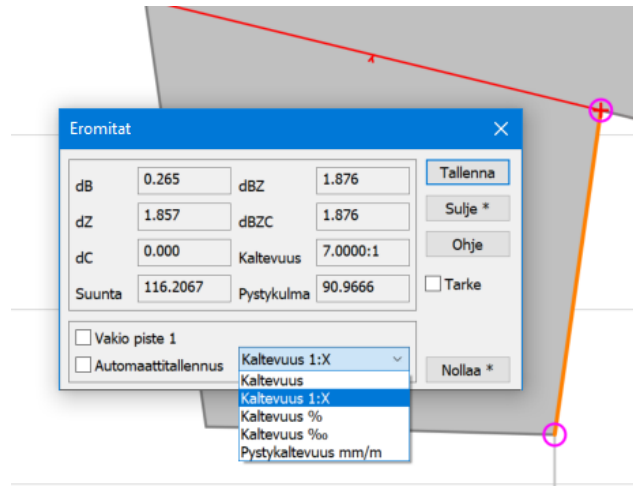 Eromitat
dB 0.265 dBZ 1.876 Tallenna
dZ 1.857 dBZC 1.876 Sulje *
dC 0.000 Kaltevuus 7.0000:1 Ohje
Suunta 116.2067 Pystykulma 90.9666 Tarke
Vakio piste 1
Automaattitallennus Kaltevuus 1:X Nollaa *
Kaltevuus
Kaltevuus 1:X
Kaltevuus %
Kaltevuus ‰
Pystykaltevuus mm/m